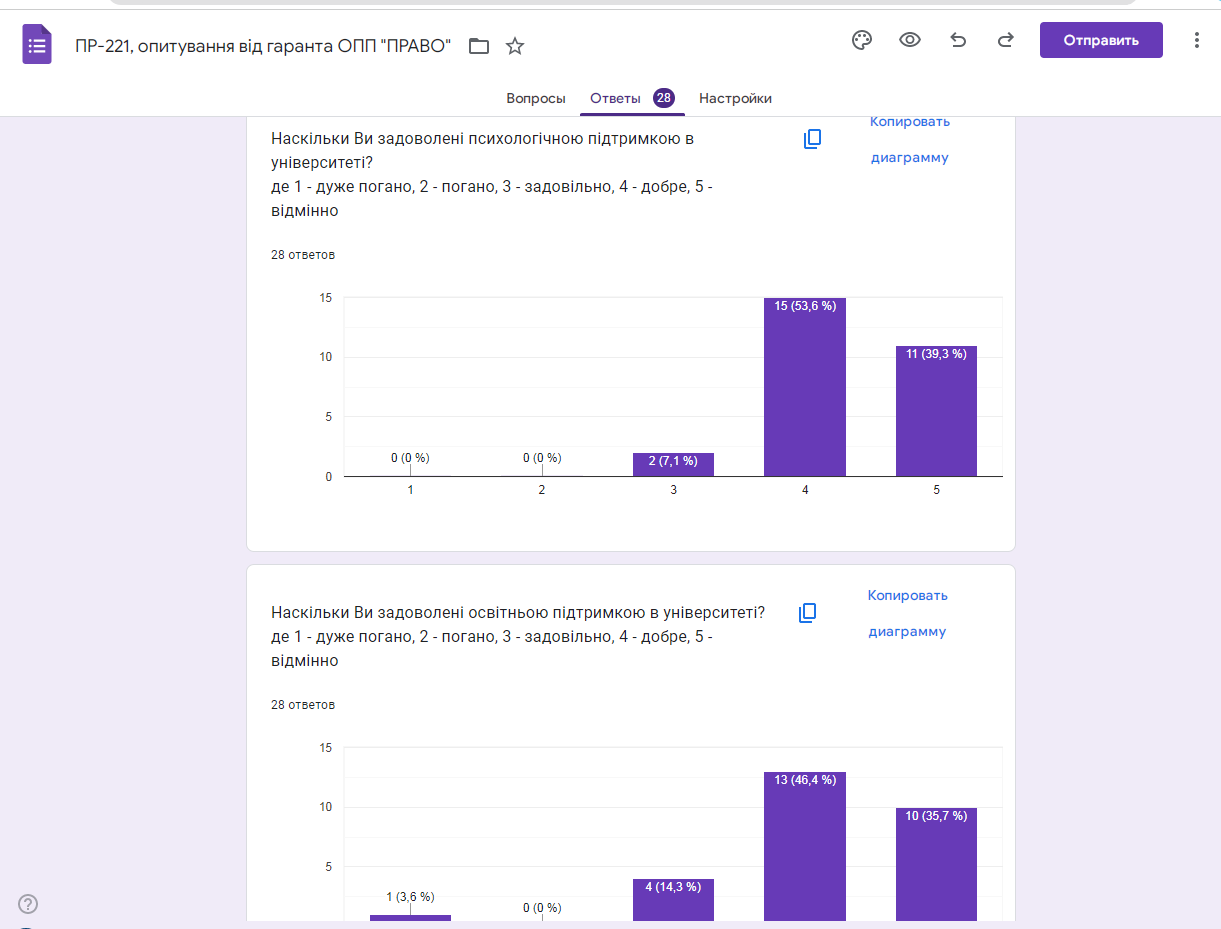 ПР-221, опитування від гаранта ОПП "ПРАВО"
Отправить
Вопросы
Ответы 28
Настройки
Наскільки Ви задоволені психологічною підтримкою в
університеті?
де 1 - дуже погано, 2 - погано, 3 - задовільно, 4 - добре, 5 -
відмінно
Копировать
диаграмму
28 ответов
15
10
5
0
0 (0 %)
0 (0 %)
2 (7,1 %)
15 (53,6 %)
11 (39,3 %)
1
2
3
4
5
Наскільки Ви задоволені освітньою підтримкою в університеті?
де 1 - дуже погано, 2 - погано, 3 - задовільно, 4 - добре, 5 -
відмінно
Копировать
диаграмму
28 ответов
15
10
5
1 (3,6 %)
0 (0 %)
4 (14,3 %)
13 (46,4 %)
10 (35,7 %)